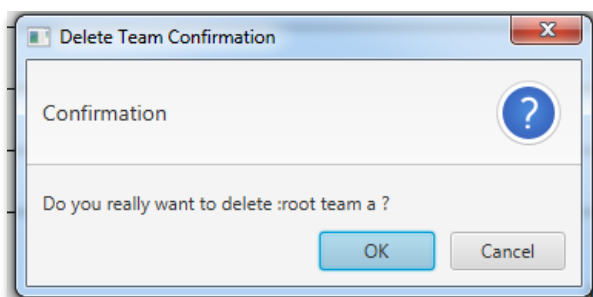 Delete Team Confirmation
Confirmation
Do you really want to delete :root team a ?
OK
Cancel